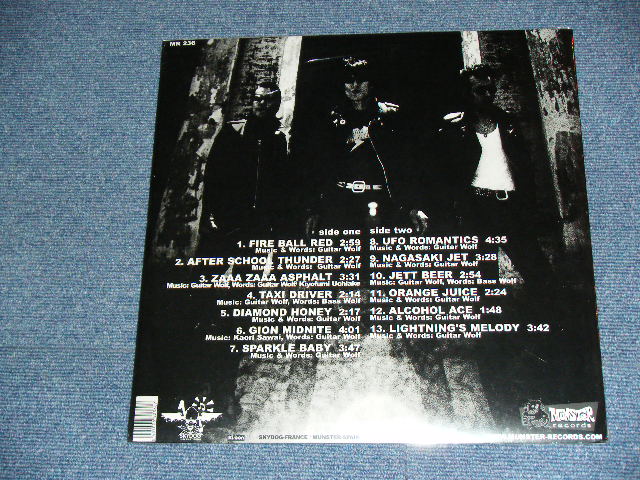 MR 236
side one
1. FIRE BALL RED 2:59
Music & Words: Guitar Wolf
2. AFTER SCHOOL THUNDER 2:27
Music & Words: Guitar Wolf
3. ZAAA ZAAA ASPHALT 3:31
Music: Guitar Wolf, Words: Guitar Wolf Kiyofumi Uchitake
4. TAXI DRIVER 2:14
Music: Guitar Wolf, Words: Bass Wolf
5. DIAMOND HONEY 2:17
Music & Words: Guitar Wolf
6. GION MIDNITE 4:01
Music: Kaori Sawai, Words: Guitar Wolf
7. SPARKLE BABY 3:47
Music & Words: Guitar Wolf
side two
8. UFO ROMANTICS 4:35
Music & Words: Guitar Wolf
9. NAGASAKI JET 3:28
Music & Words: Guitar Wolf
10. JETT BEER 2:54
Music: Guitar Wolf, Words: Bass Wolf
11. ORANGE JUICE 2:24
Music & Words: Guitar Wolf
12. ALCOHOL ACE 1:48
Music & Words: Guitar Wolf
13. LIGHTNING'S MELODY 3:42
Music & Words: Guitar Wolf
SKYDOG
SKYDOG-FRANCE / MUNSTER-SPAIN
MUNSTER
records
MUNSTER-RECORDS.COM